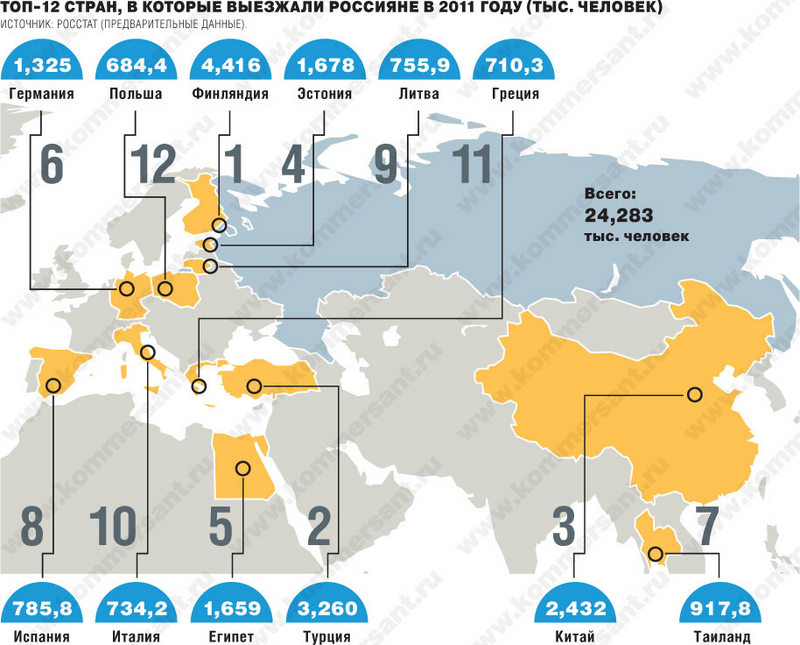 ТОП-12 СТРАН, В КОТОРЫЕ ВЫЕЗЖАЛИ РОССИЯНЕ В 2011 ГОДУ (ТЫС. ЧЕЛОВЕК)
ИСТОЧНИК: РОССТАТ (ПРЕДВАРИТЕЛЬНЫЕ ДАННЫЕ).
1,325
684,4
4,416
1,678
755,9
710,3
Германия
Польша
Финляндия
Эстония
Литва
Греция
6
12
1
4
9
11
Всего:
24,283
тыс. человек
8
10
5
2
3
7
785,8
734,2
1,659
3,260
2,432
917,8
Испания
Италия
Египет
Турция
Китай
Таиланд
www.kommersant.ru